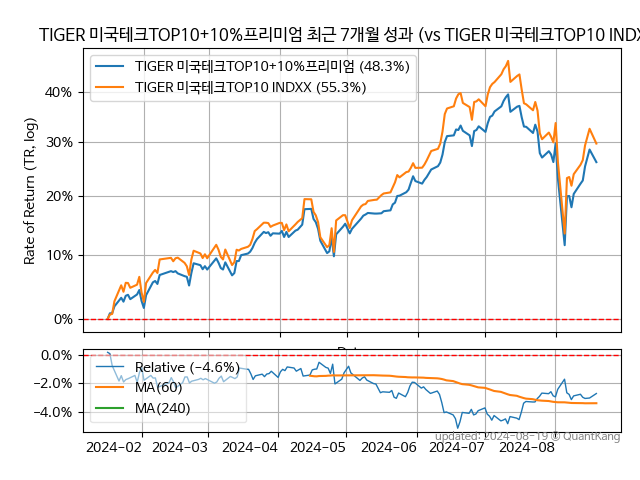 TIGER 미국테크TOP10+10%프리미엄 최근 7개월 성과 (vs TIGER 미국테크TOP10 INDX
Rate of Return (TR, log)
TIGER 미국테크TOP10+10%프리미엄 (48.3%)
TIGER 미국테크TOP10 INDXX (55.3%)
40%
30%
20%
10%
0%
0.0%
−2.0%
−4.0%
Relative (−4.6%)
MA(60)
MA(240)
2024-02 2024-03 2024-04 2024-05 2024-06 2024-07 2024-08
updated: 2024-08-19 © QuantKang